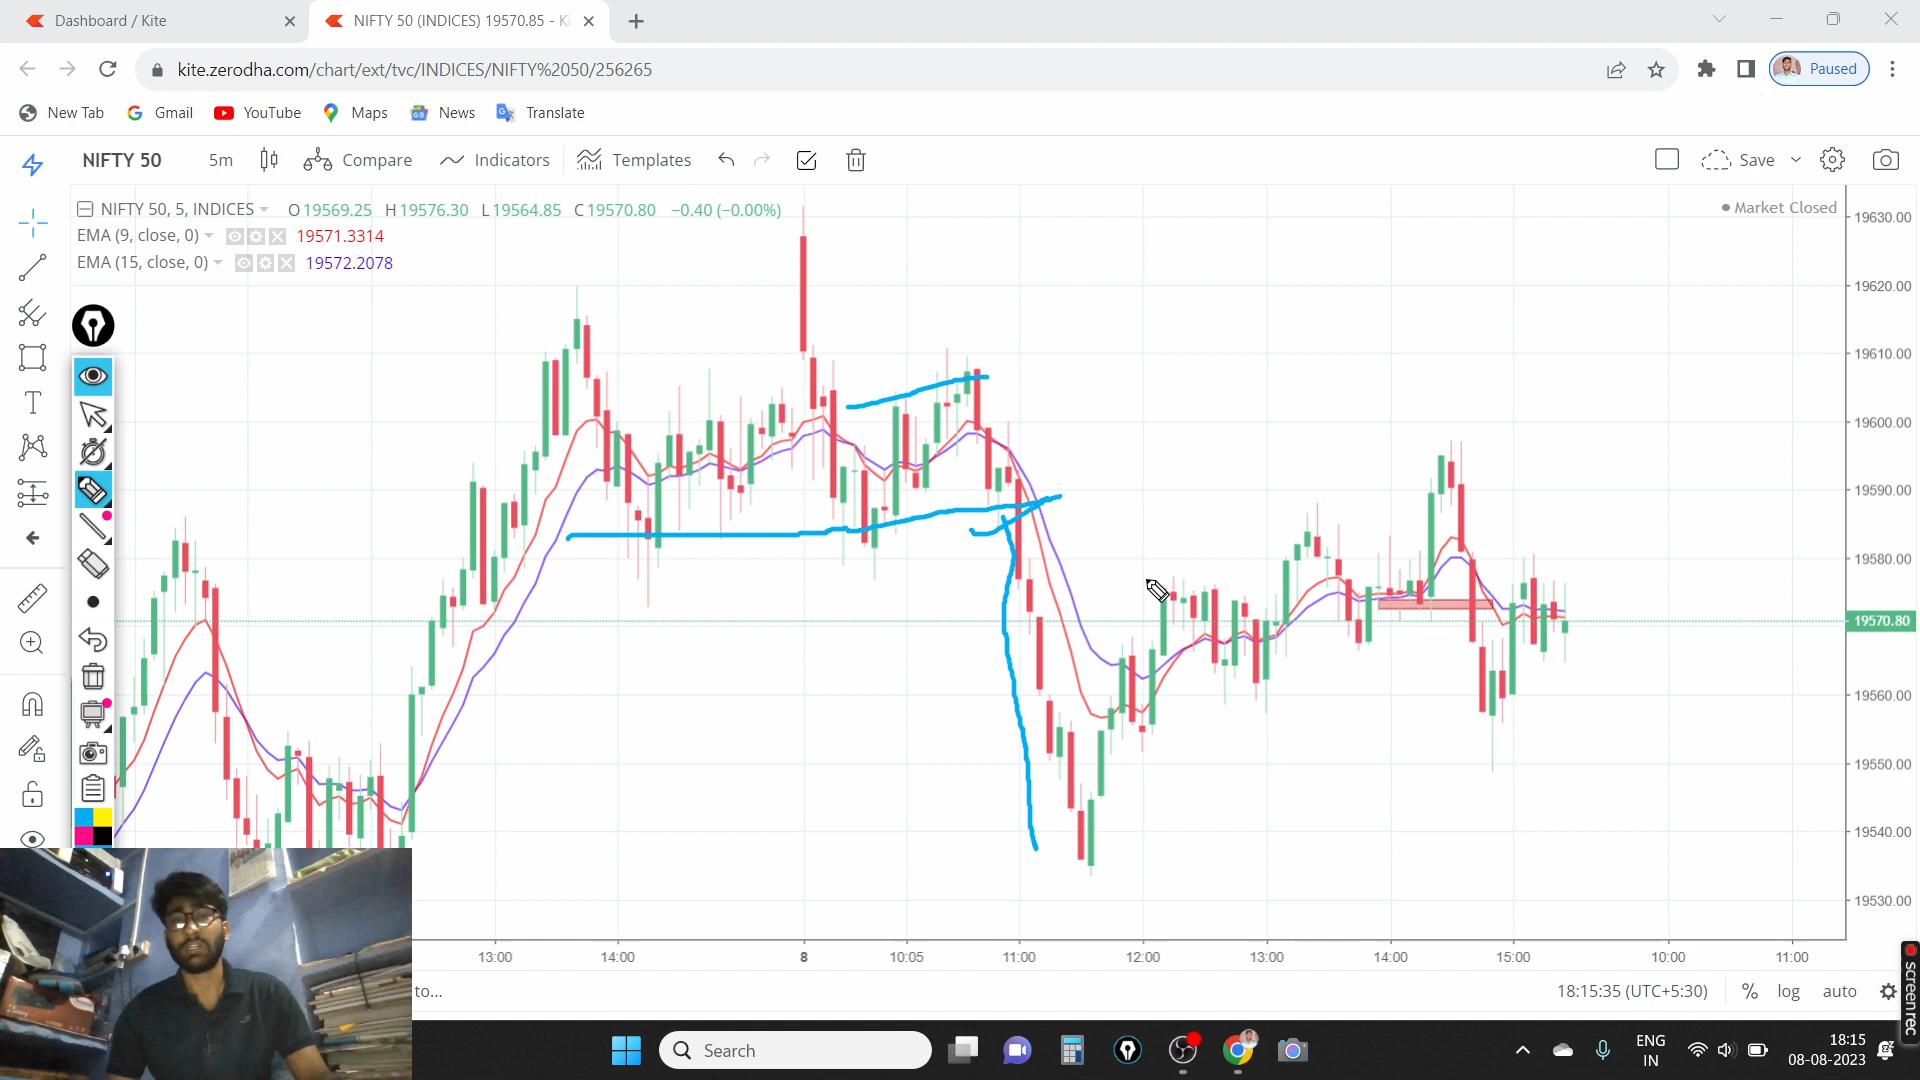 Dashboard / Kite
NIFTY 50 (INDICES) 19570.85 - Ki
kite.zerodha.com/chart/ext/tvc/INDICES/NIFTY%2050/256265
Paused
New Tab
Gmail
YouTube
Maps
News
Translate
NIFTY 50
5m
Compare
Indicators
Templates
Save
NIFTY 50, 5, INDICES
O 19569.25 H 19576.30 L 19564.85 C 19570.80 −0.40 (−0.00%)
Market Closed
EMA (9, close, 0)
19571.3314
EMA (15, close, 0)
19572.2078
19630.00
19620.00
19610.00
19600.00
19590.00
19580.00
19570.80
19560.00
19550.00
19540.00
19530.00
13:00
14:00
8
10:05
11:00
12:00
13:00
14:00
15:00
10:00
11:00
to...
18:15:35 (UTC+5:30)
%
log
auto
screenrec
Search
ENG
IN
18:15
08-08-2023